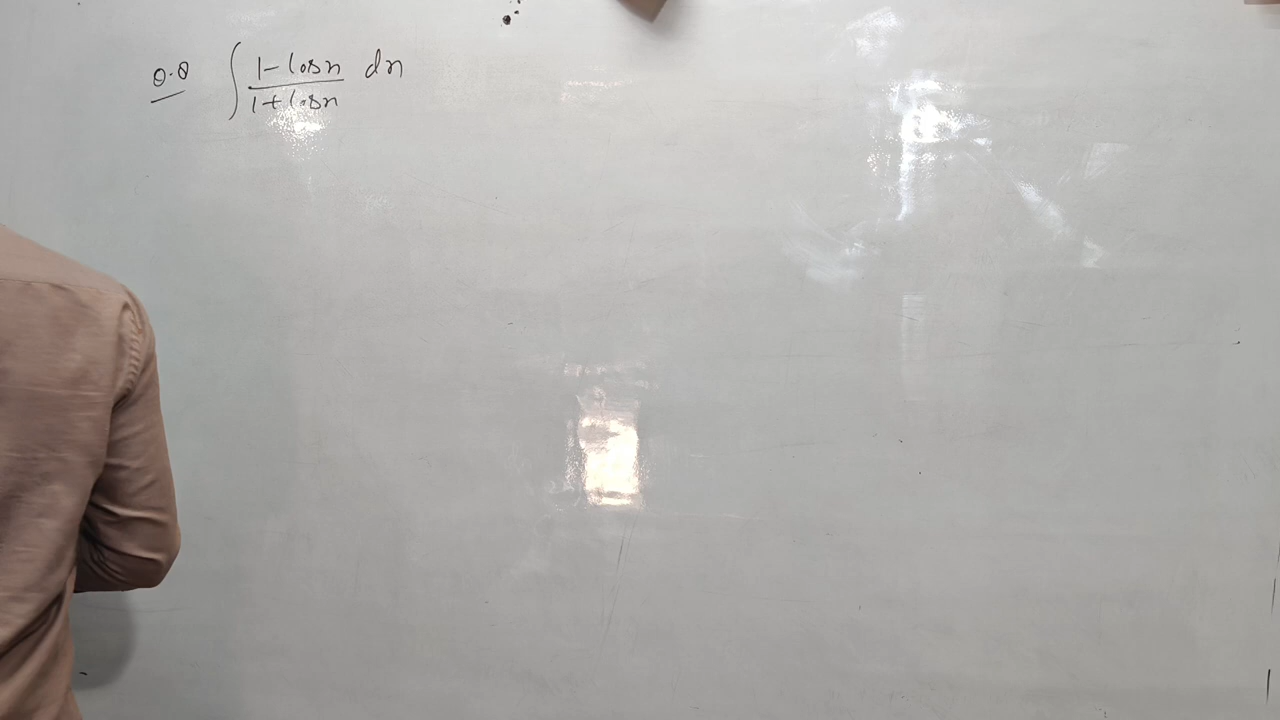 Q.8 ∫ (1 - cosx)/(1 + cosx) dx